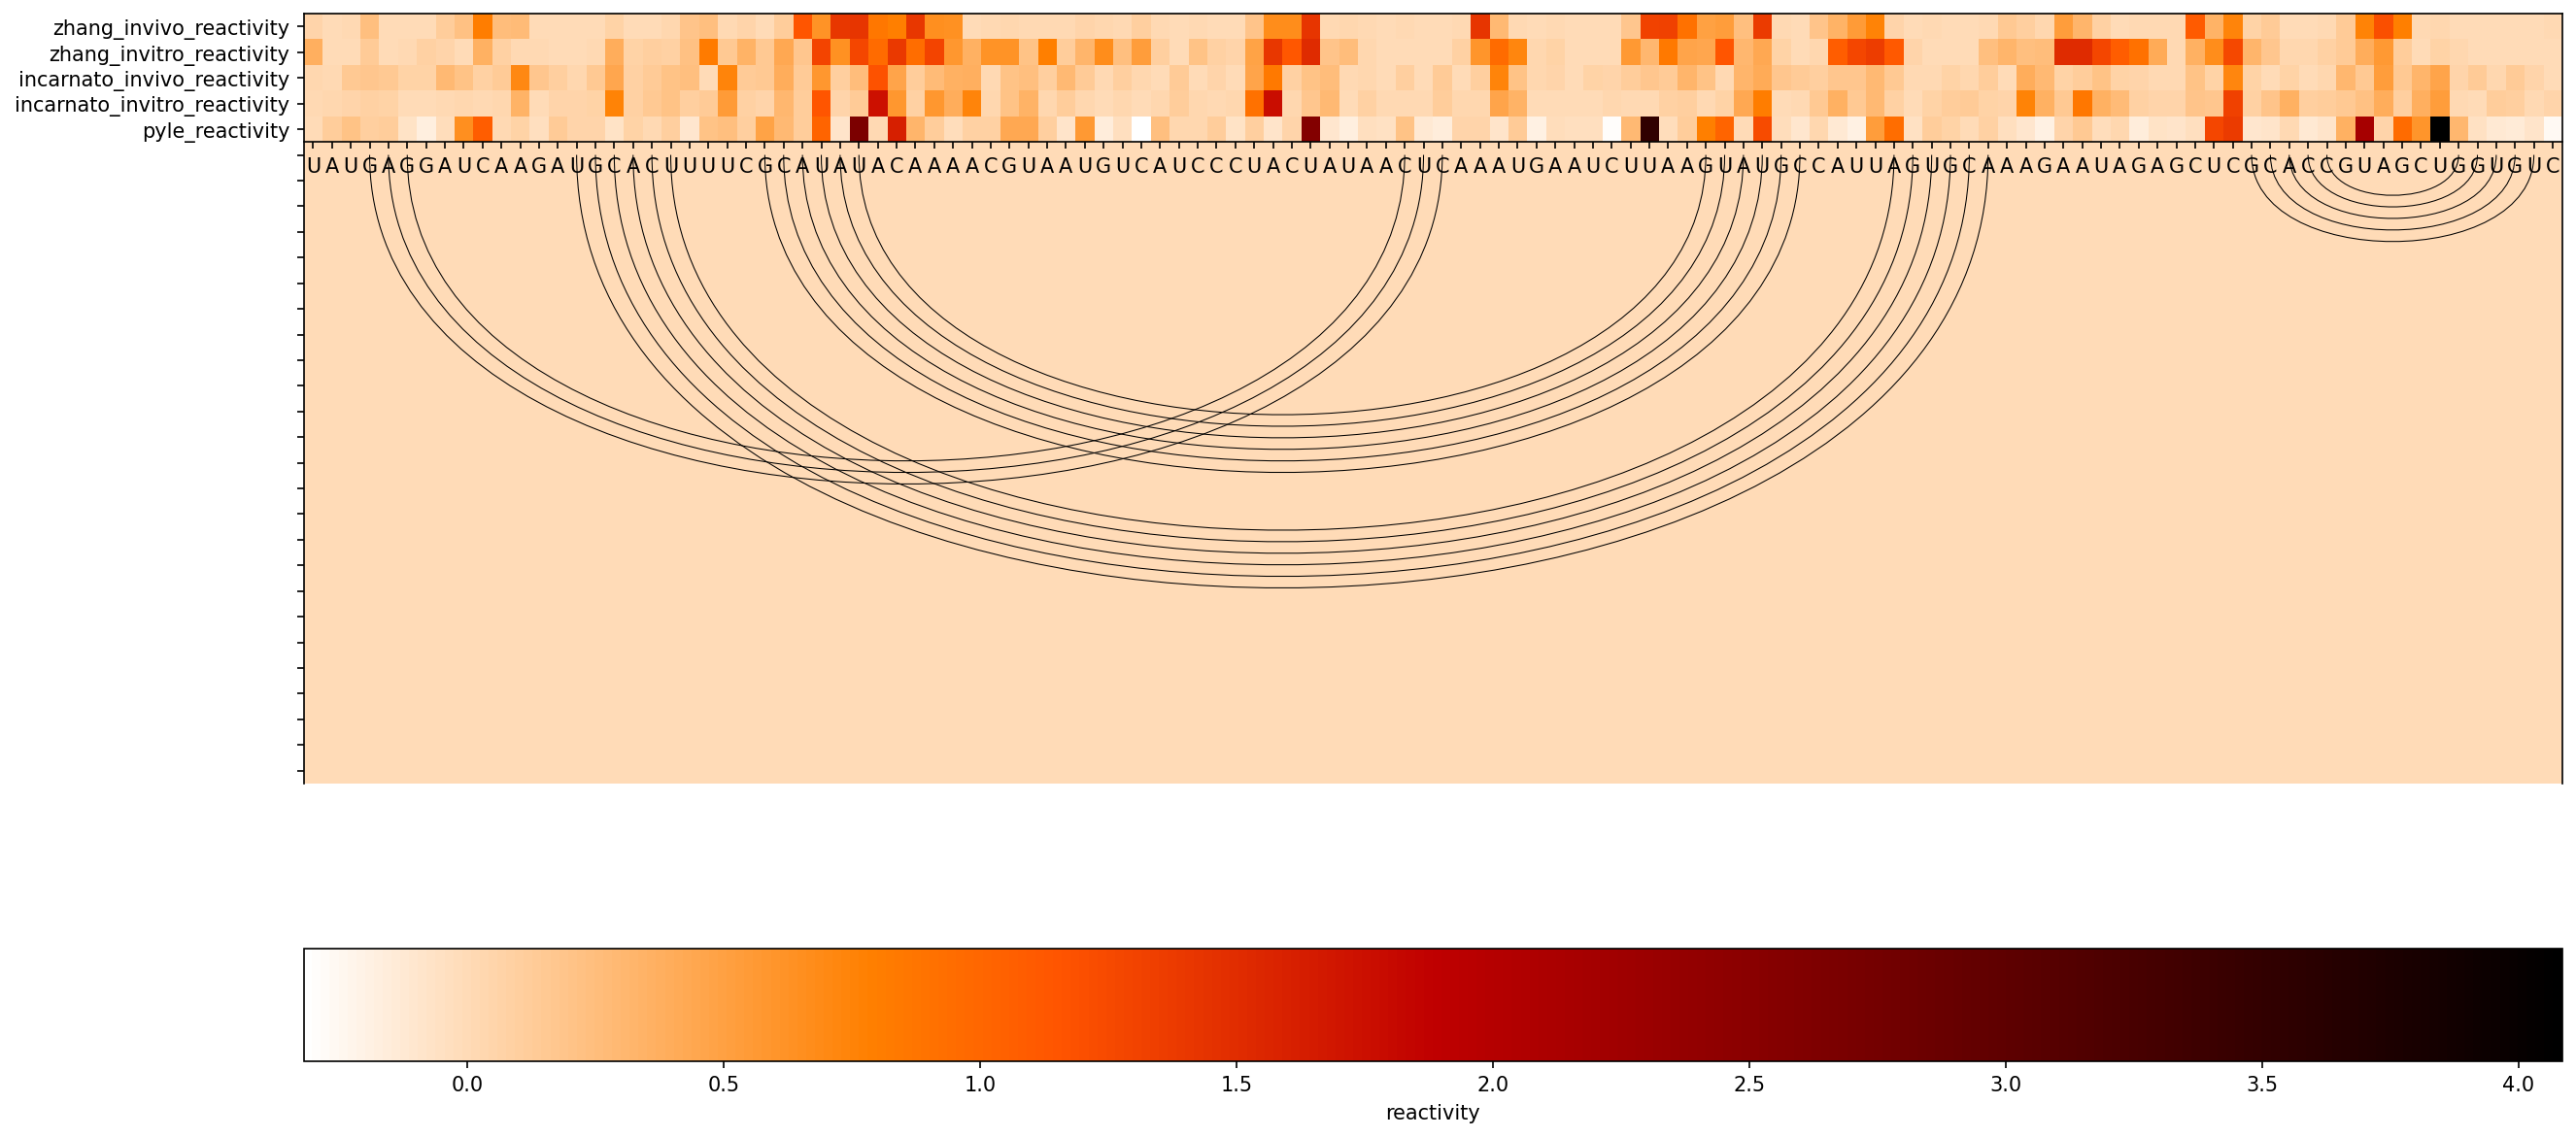 zhang_invivo_reactivity
zhang_invitro_reactivity
incarnato_invivo_reactivity
incarnato_invitro_reactivity
pyle_reactivity
U A U G A G G A U C A A G A U G C A C U U U U C G C A U A U A C A A A A C G U A A U G U C A U C C C U A C U A U A A C U C A A A U G A A U C U U A A G U A U G C C A U U A G U G C A A A G A A U A G A G C U C G C A C C G U A G C U G G U G U C
0.0 0.5 1.0 1.5 2.0 2.5 3.0 3.5 4.0
reactivity